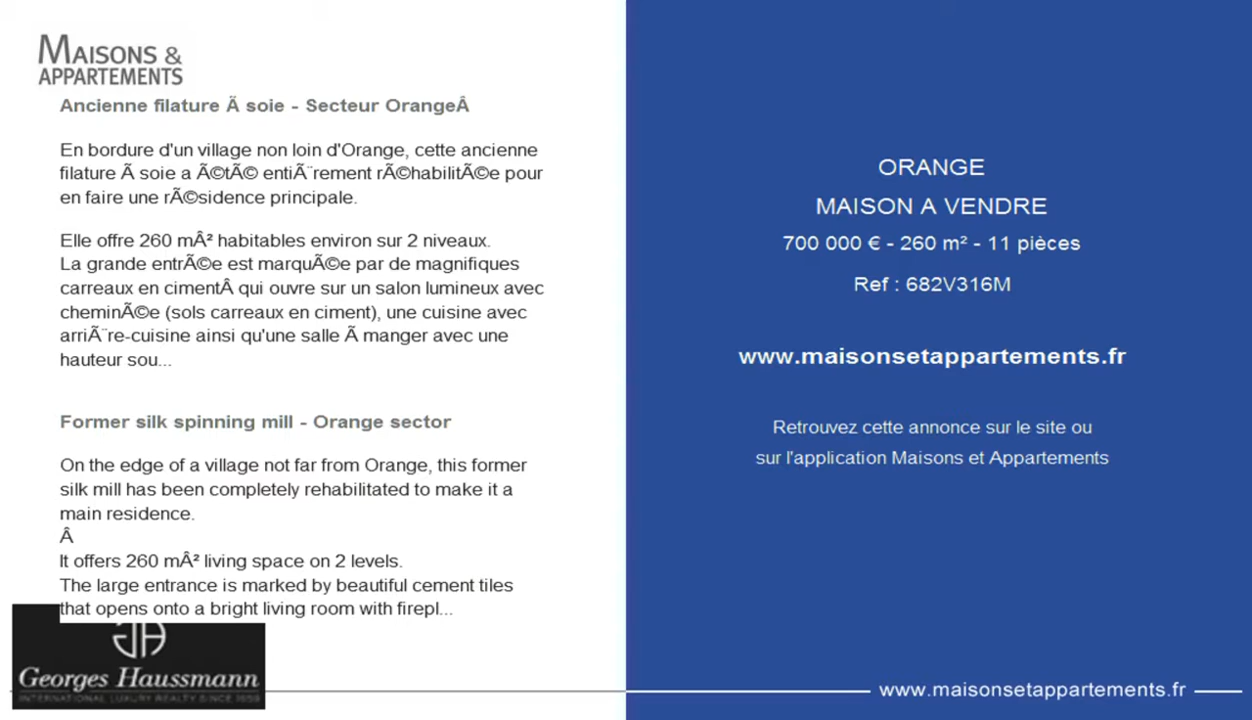 MAISONS &
APPARTEMENTS
Ancienne filature Ã soie - Secteur OrangeÂ
En bordure d'un village non loin d'Orange, cette ancienne
filature Ã soie a Ã©tÃ© entiÃ¨rement rÃ©habilitÃ©e pour
en faire une rÃ©sidence principale.
Elle offre 260 mÂ² habitables environ sur 2 niveaux.
La grande entrÃ©e est marquÃ©e par de magnifiques
carreaux en cimentÂ qui ouvre sur un salon lumineux avec
cheminÃ©e (sols carreaux en ciment), une cuisine avec
arriÃ¨re-cuisine ainsi qu'une salle Ã manger avec une
hauteur sou...
Former silk spinning mill - Orange sector
On the edge of a village not far from Orange, this former
silk mill has been completely rehabilitated to make it a
main residence.
Â
It offers 260 mÂ² living space on 2 levels.
The large entrance is marked by beautiful cement tiles
that opens onto a bright living room with firepl...
Georges Haussmann
INTERNATIONAL LUXURY REALTY SINCE 1853
ORANGE
MAISON A VENDRE
700 000 € - 260 m² - 11 pièces
Ref : 682V316M
www.maisonsetappartements.fr
Retrouvez cette annonce sur le site ou
sur l'application Maisons et Appartements
www.maisonsetappartements.fr